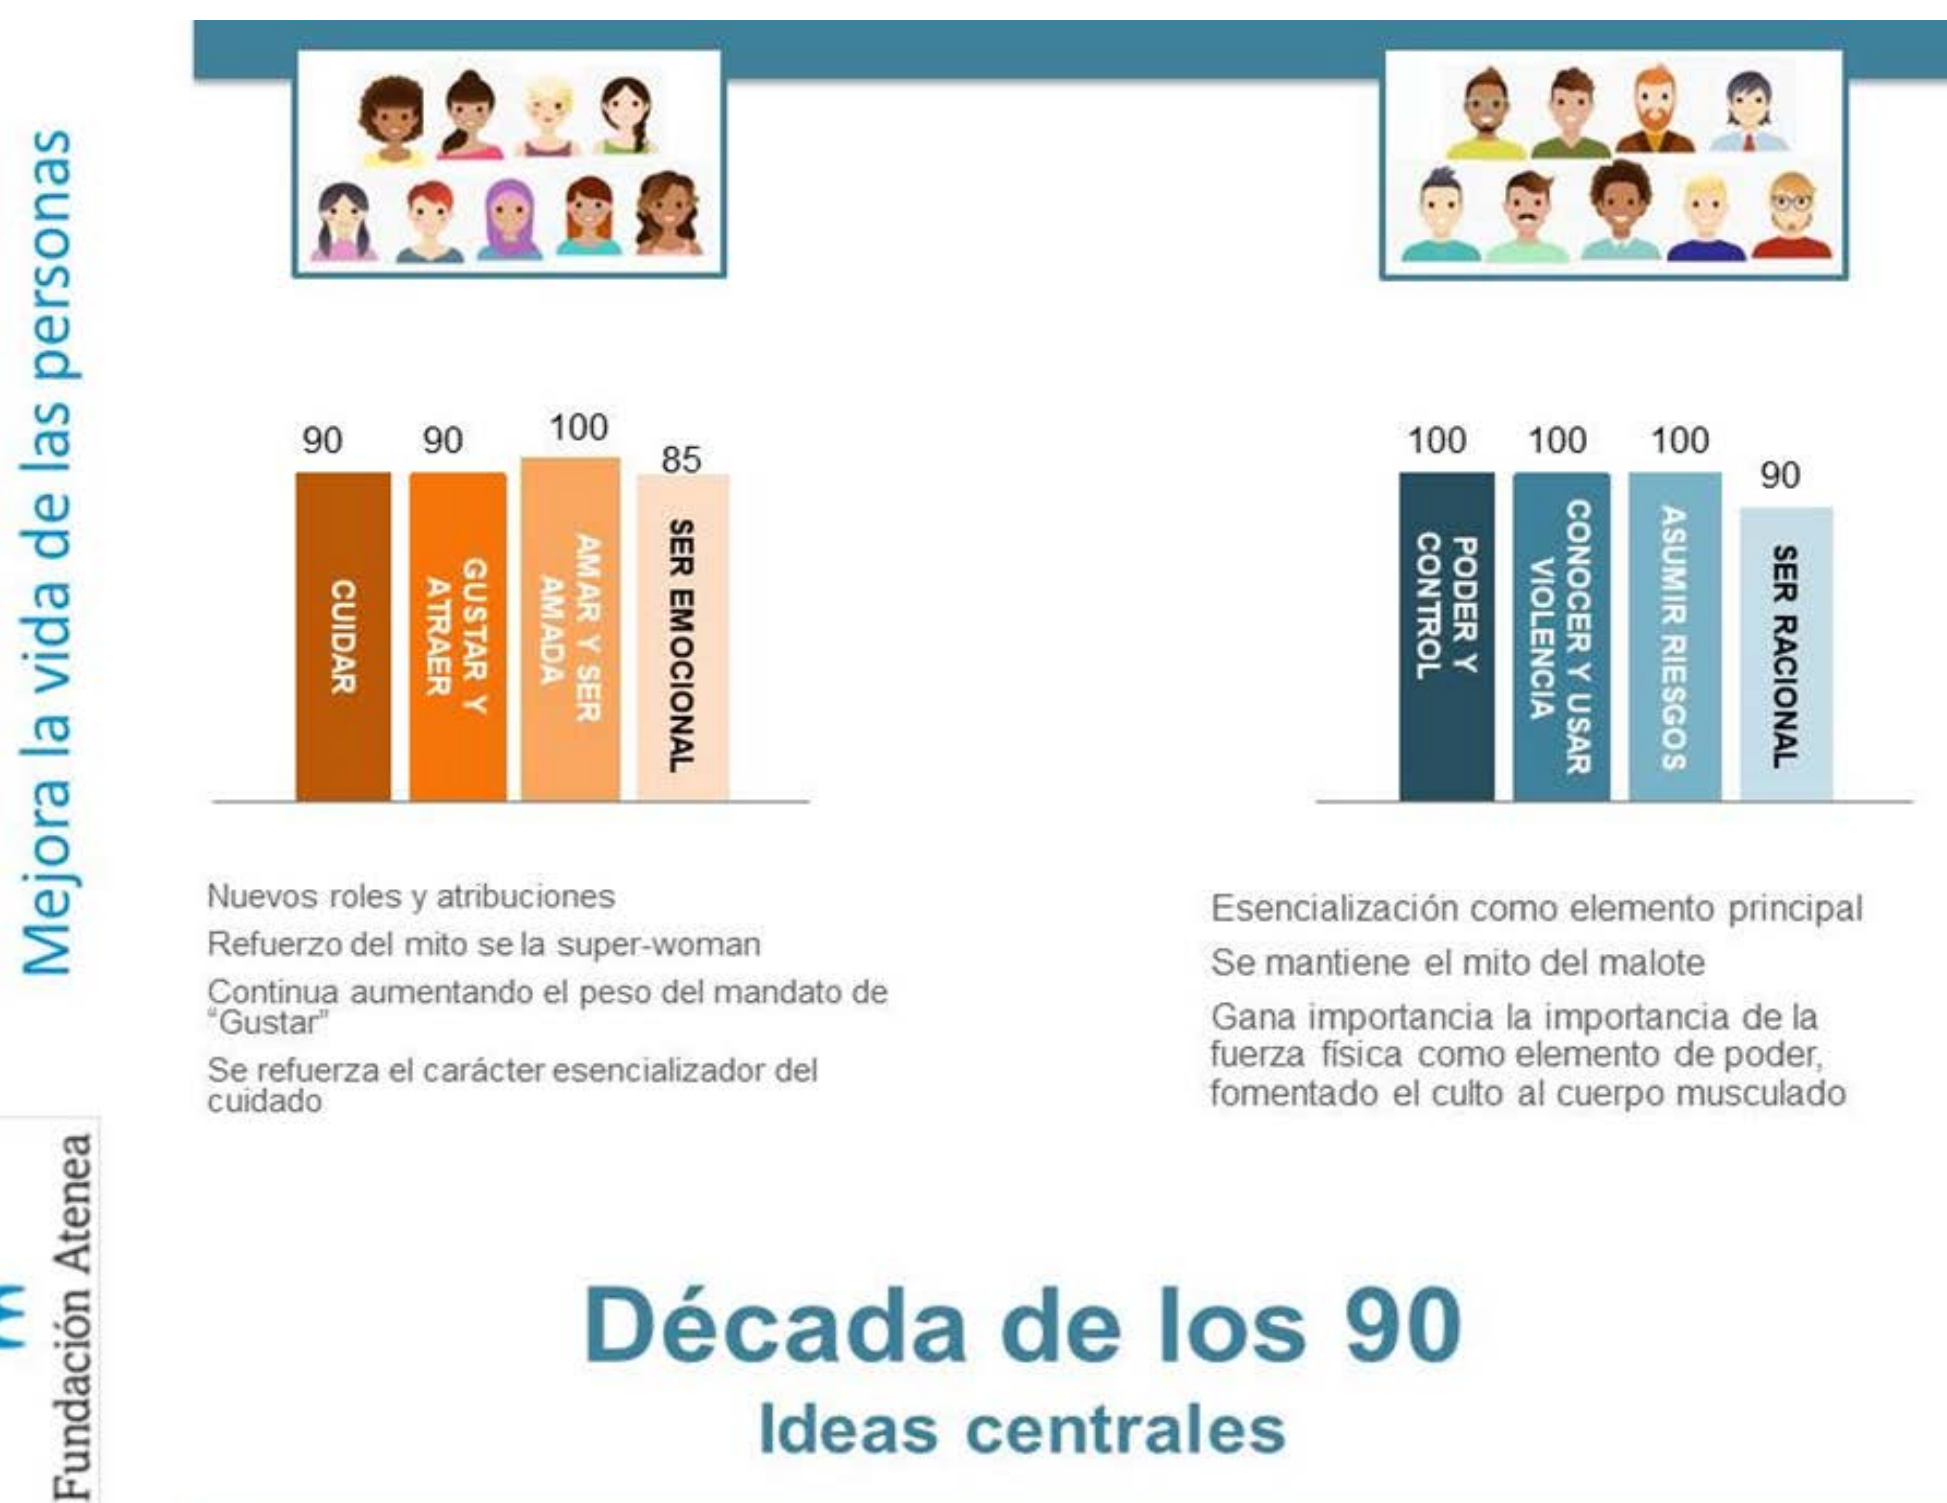 Mejora la vida de las personas
Fundación Atenea
90
90
100
85
CUIDAR
GUSTAR Y
ATRAER
AMAR Y SER
AMADA
SER EMOCIONAL
100
100
100
90
PODER Y
CONTROL
CONOCER Y USAR
VIOLENCIA
ASUMIR RIESGOS
SER RACIONAL
Nuevos roles y atribuciones
Refuerzo del mito se la super-woman
Continua aumentando el peso del mandato de
“Gustar”
Se refuerza el carácter esencializador del
cuidado
Esencialización como elemento principal
Se mantiene el mito del malote
Gana importancia la importancia de la
fuerza física como elemento de poder,
fomentado el culto al cuerpo musculado
Década de los 90
Ideas centrales